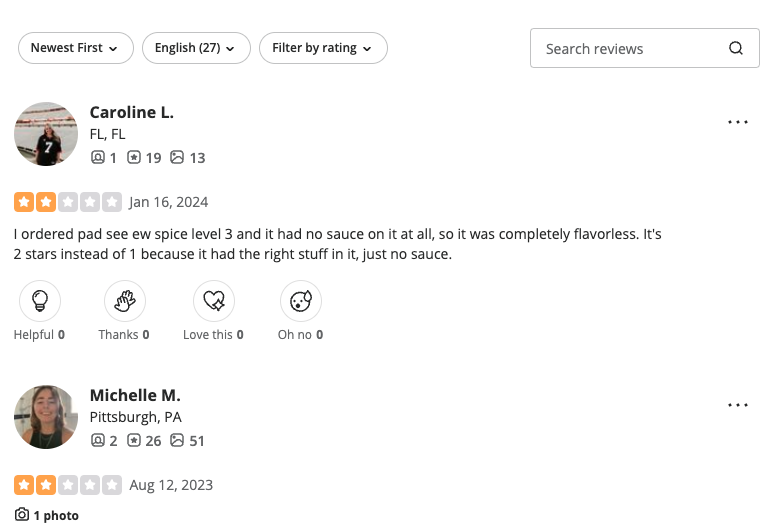 Newest First English (27) Filter by rating Search reviews
Caroline L.
FL, FL
1 19 13
Jan 16, 2024
I ordered pad see ew spice level 3 and it had no sauce on it at all, so it was completely flavorless. It's
2 stars instead of 1 because it had the right stuff in it, just no sauce.
Helpful 0 Thanks 0 Love this 0 Oh no 0
Michelle M.
Pittsburgh, PA
2 26 51
Aug 12, 2023
1 photo